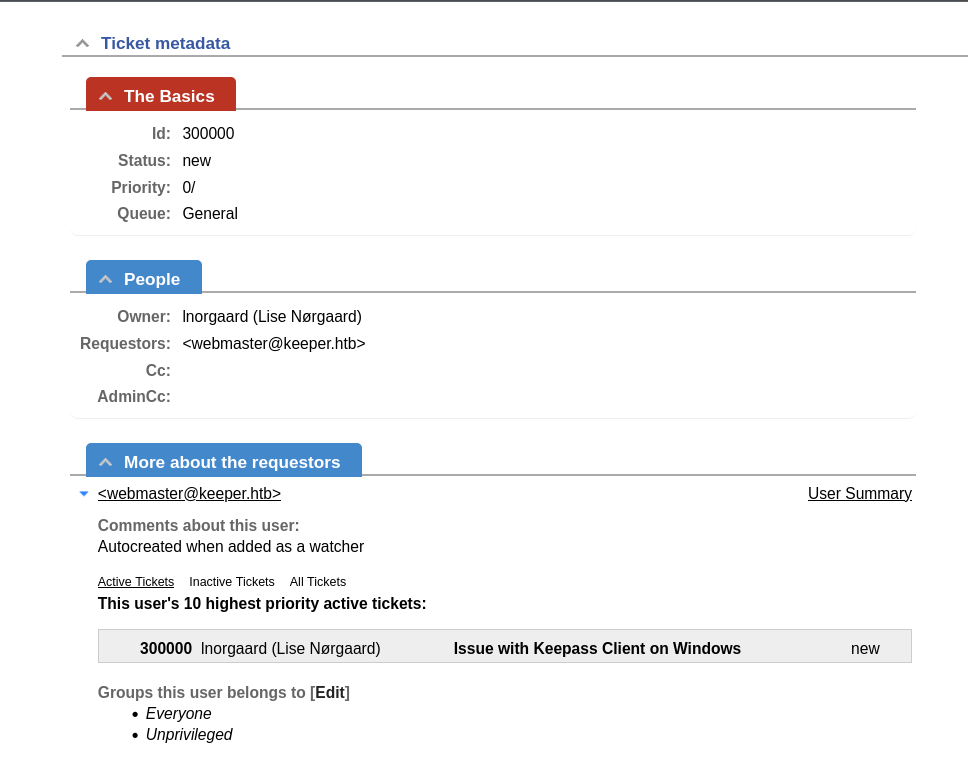 Ticket metadata
The Basics
Id: 300000
Status: new
Priority: 0/
Queue: General
People
Owner: lnorgaard (Lise Nørgaard)
Requestors: <webmaster@keeper.htb>
Cc:
AdminCc:
More about the requestors
<webmaster@keeper.htb> User Summary
Comments about this user:
Autocreated when added as a watcher
Active Tickets Inactive Tickets All Tickets
This user's 10 highest priority active tickets:
300000 lnorgaard (Lise Nørgaard) Issue with Keepass Client on Windows new
Groups this user belongs to [Edit]
• Everyone
• Unprivileged